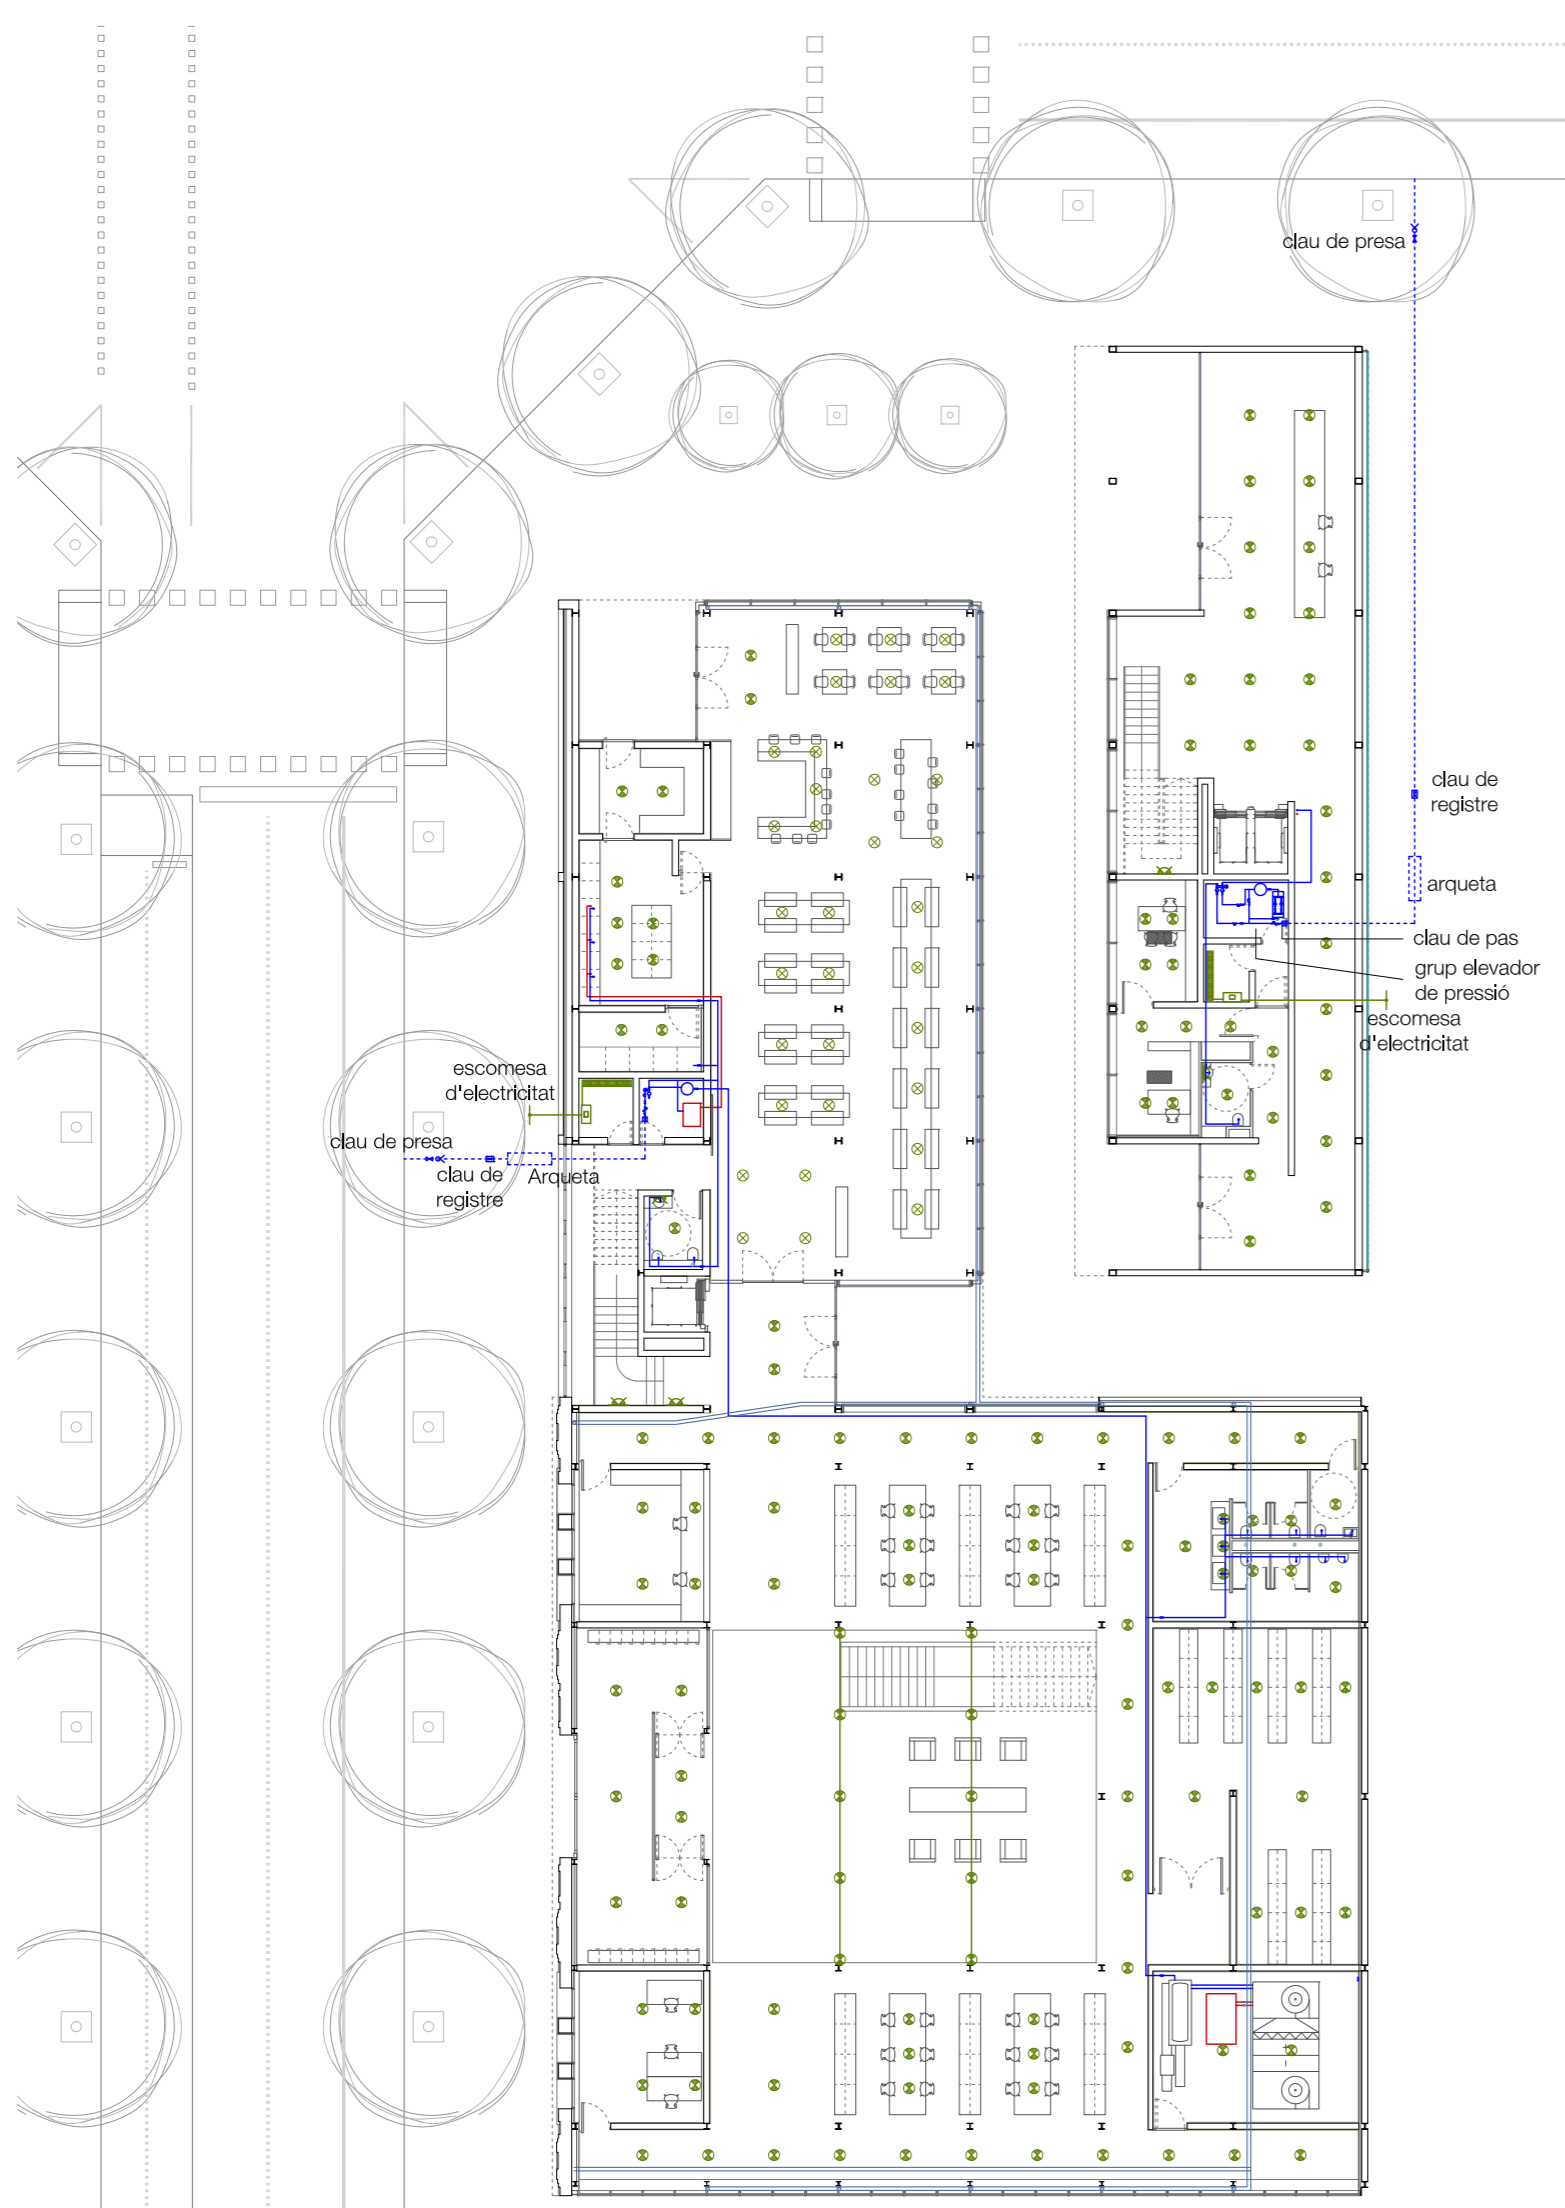 clau de presa
clau de
registre
arqueta
clau de pas
grup elevador
de pressió
escomesa
d'electricitat
escomesa
d'electricitat
clau de presa
clau de
registre
Arqueta